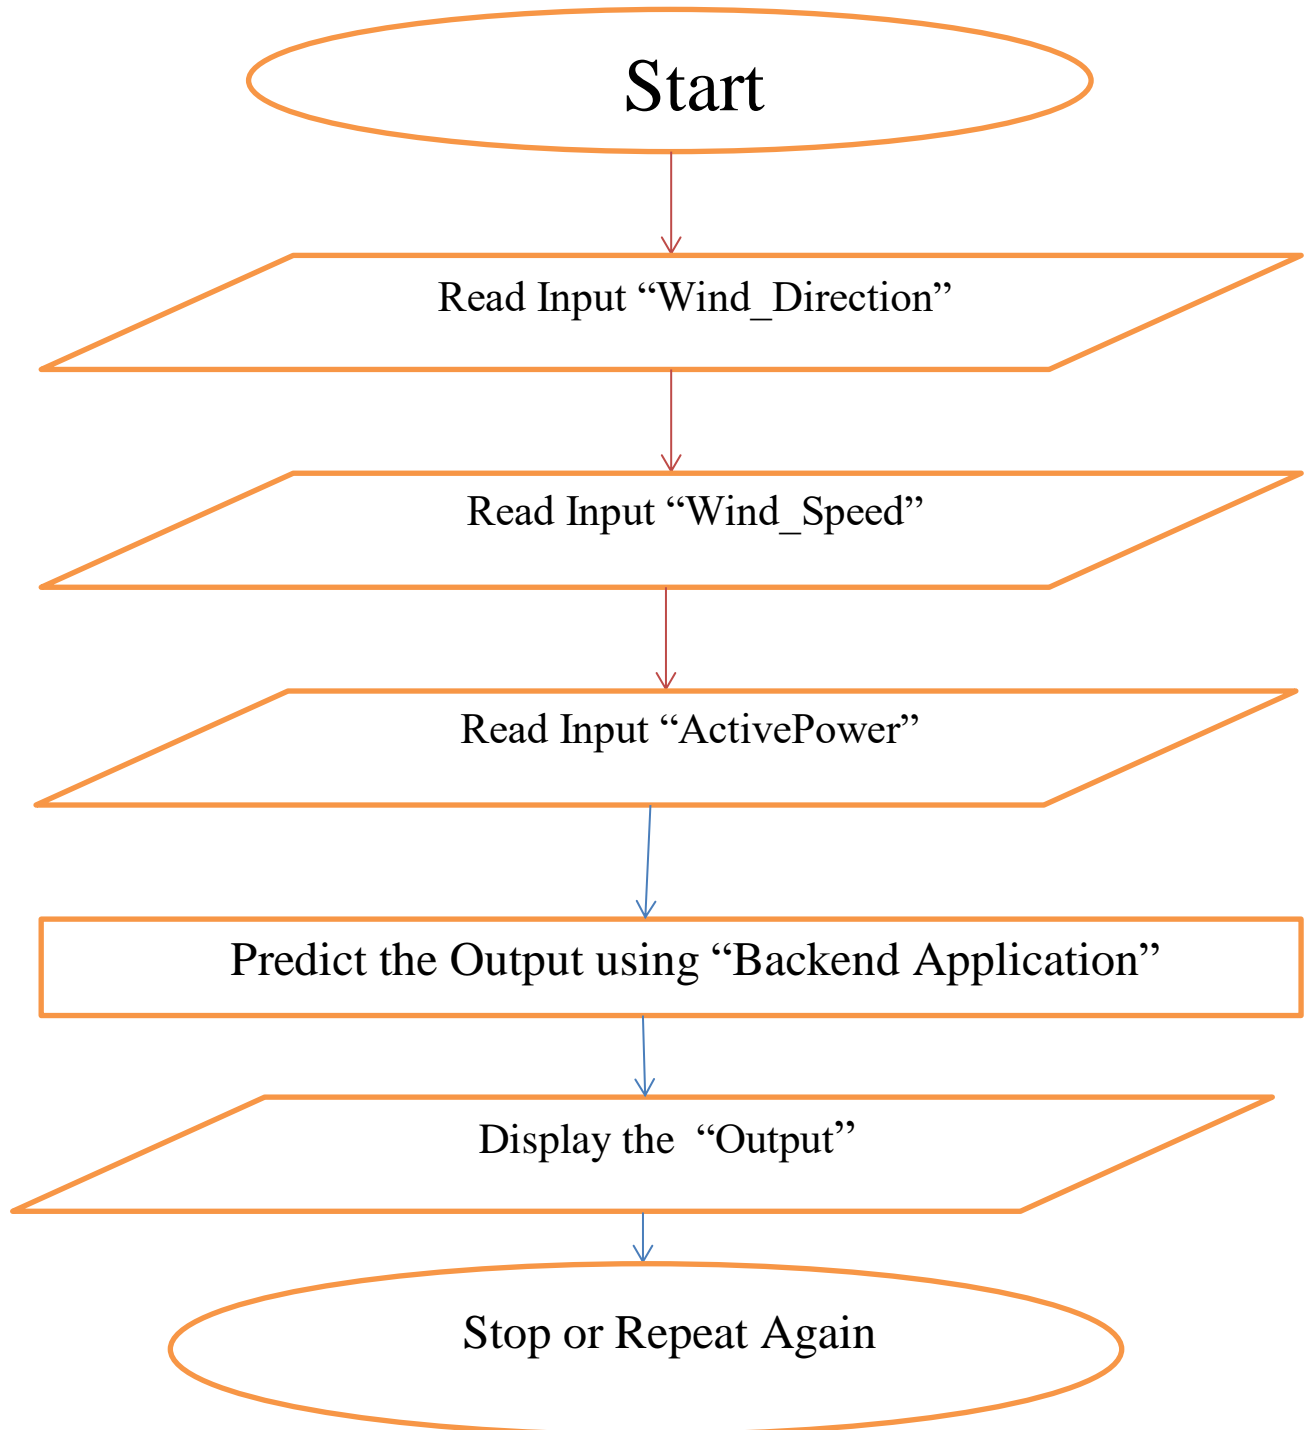 Start
Read Input “Wind_Direction”
Read Input “Wind_Speed”
Read Input “ActivePower”
Predict the Output using “Backend Application”
Display the “Output”
Stop or Repeat Again